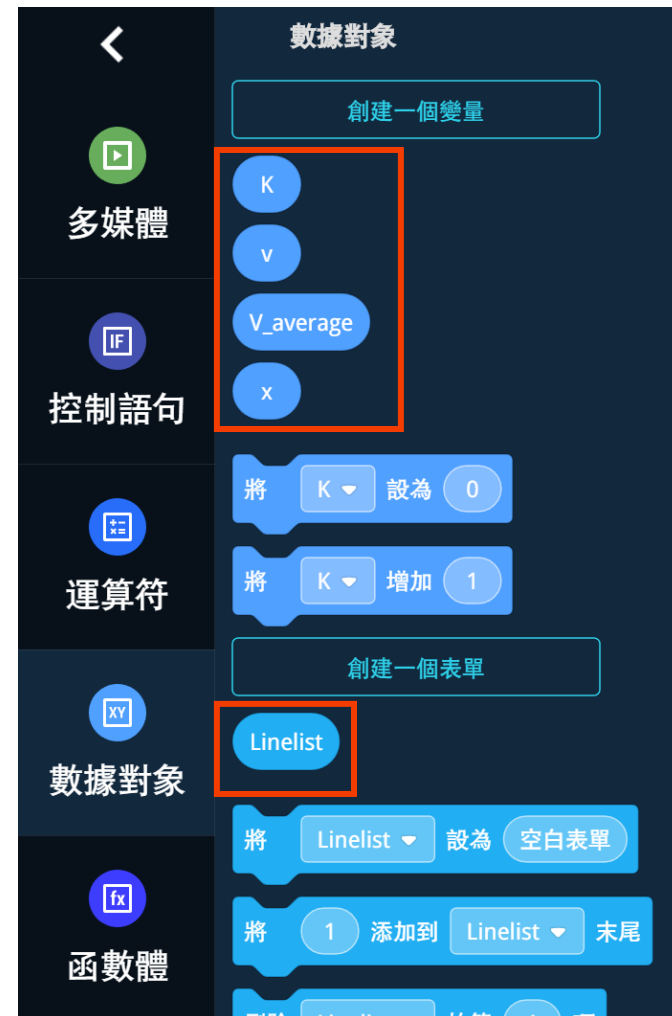 數據對象
創建一個變量
K
多媒體
v
V_average
IF
x
控制語句
將 K 設為 0
運算符
將 K 增加 1
創建一個表單
XY
Linelist
數據對象
將 Linelist 設為 空白表單
fx
將 1 添加到 Linelist 末尾
函數體